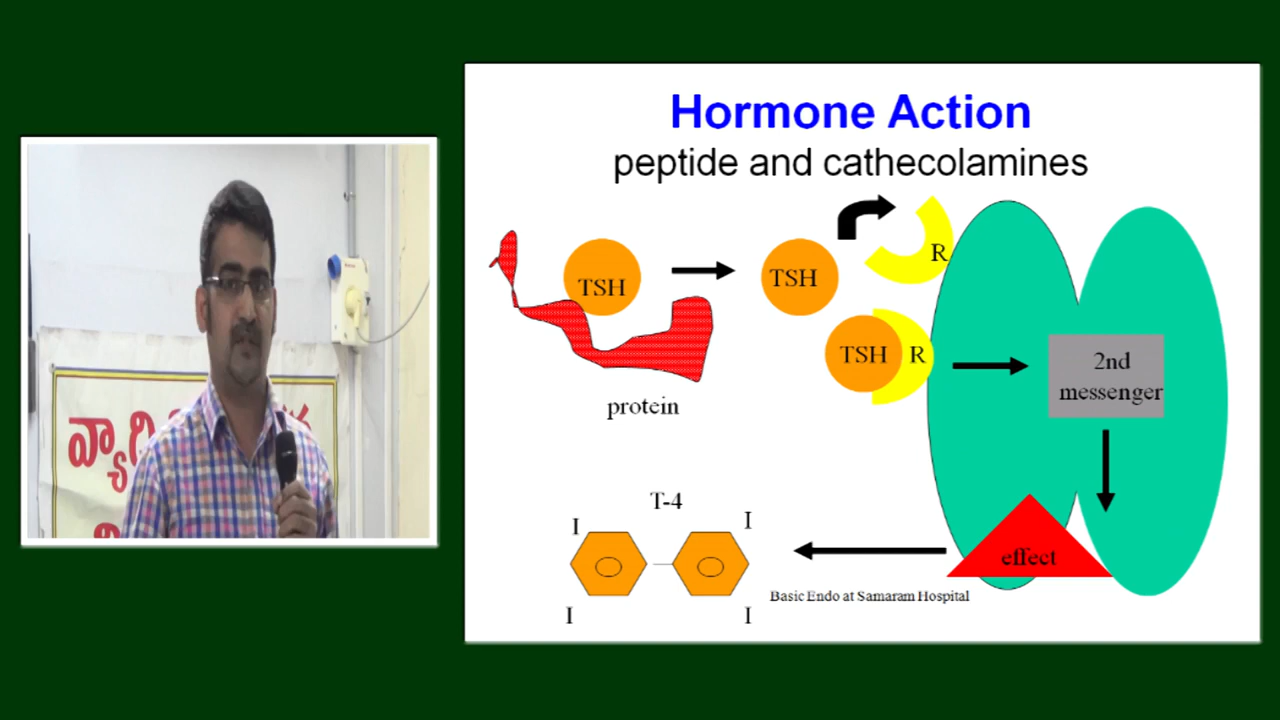 Hormone Action
peptide and cathecolamines
TSH
TSH
R
TSH
R
2nd
messenger
protein
T-4
I
I
effect
Basic Endo at Samaram Hospital
I
I